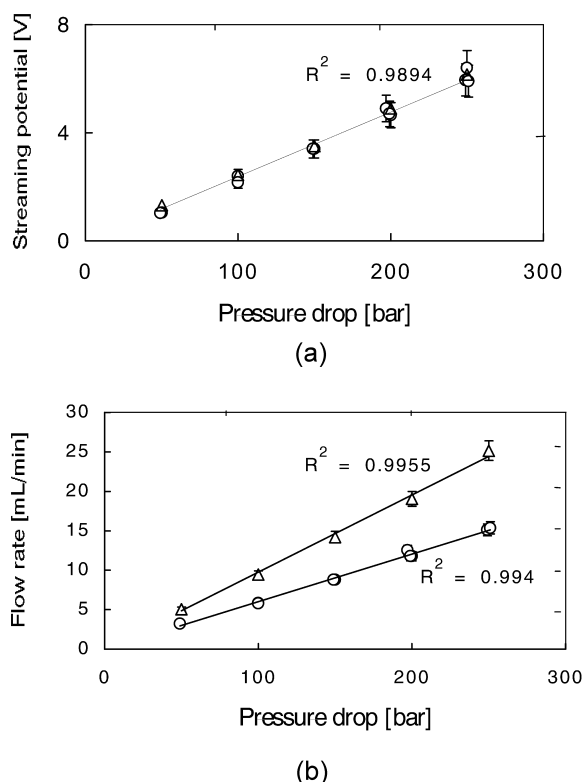 8
R² = 0.9894
4
0
0 100 200 300
Streaming potential [V]
Pressure drop [bar]
(a)
30
25
R² = 0.9955
20
15
10
R² = 0.994
5
0
0 100 200 300
Flow rate [mL/min]
Pressure drop [bar]
(b)